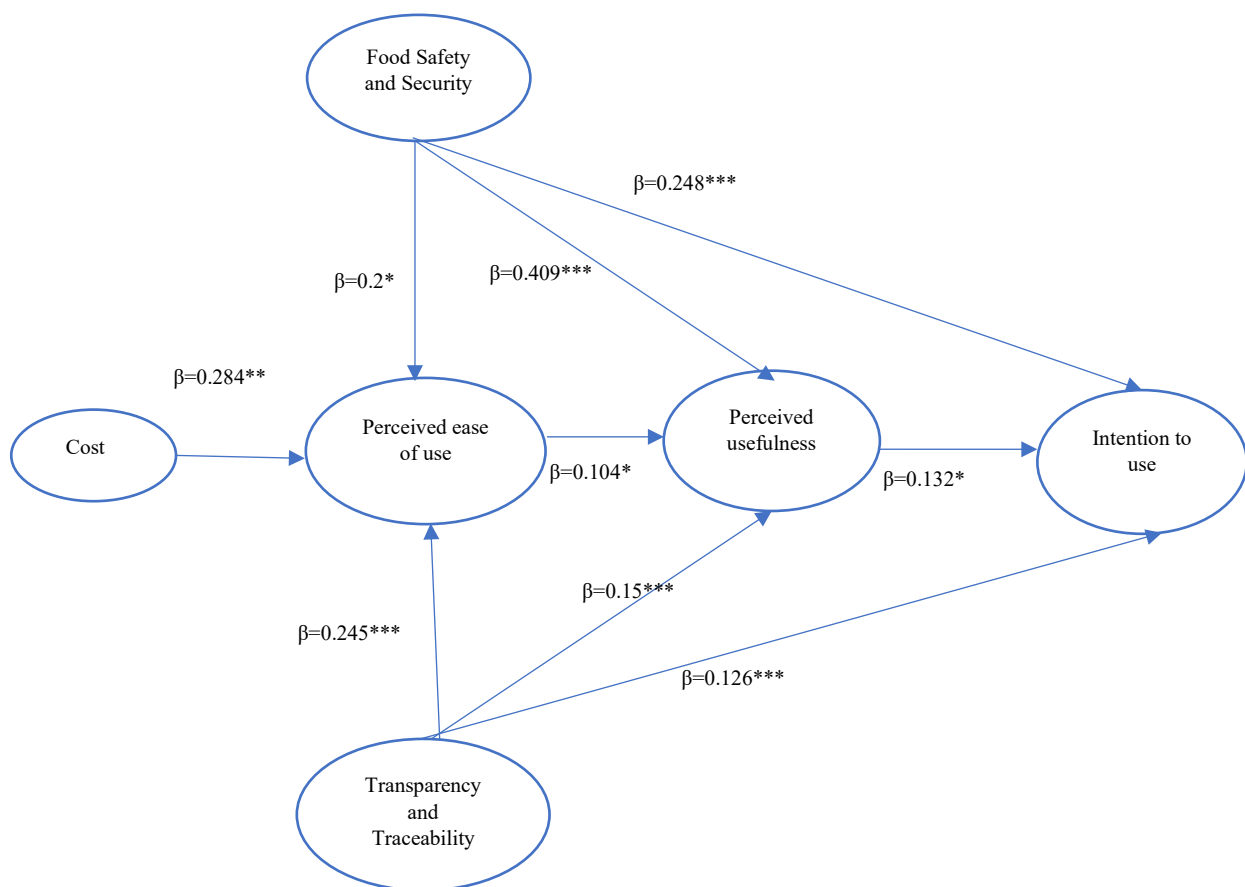 Food Safety
and Security
β=0.248***
β=0.409***
β=0.2*
β=0.284**
Cost
Perceived ease
of use
β=0.104*
Perceived
usefulness
β=0.132*
Intention to
use
β=0.15***
β=0.245***
β=0.126***
Transparency
and
Traceability